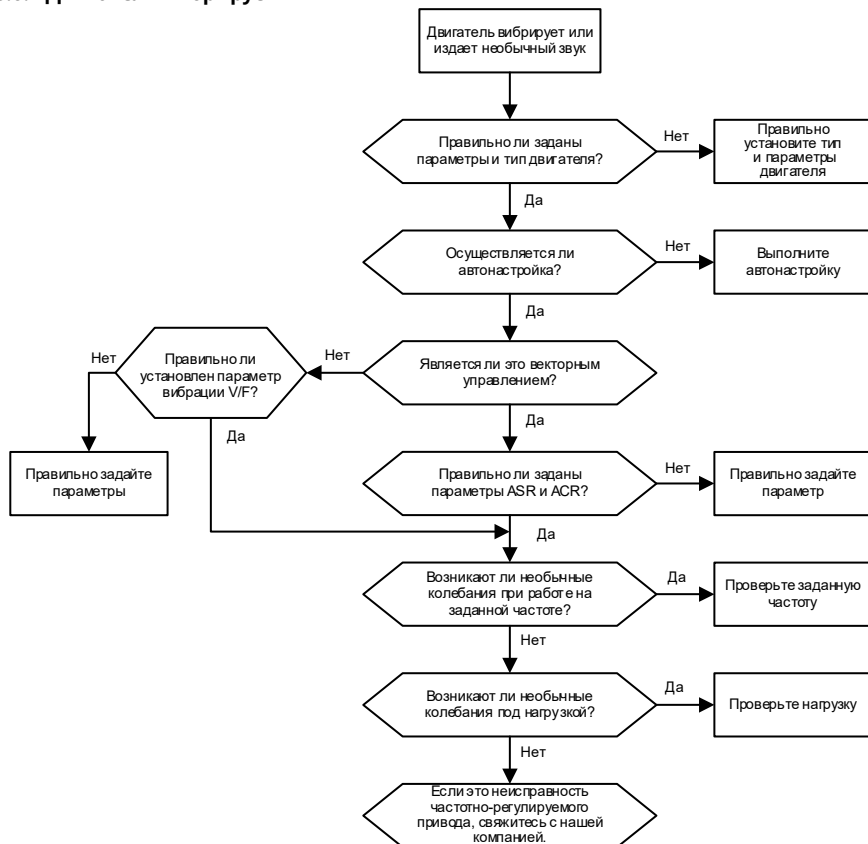 Двигатель вибрирует или
издает необычный звук
Правильно ли заданы
параметры и тип двигателя?
Нет
Правильно
установите тип
и параметры
двигателя
Да
Осуществляется ли
автонастройка?
Нет
Выполните
автонастройку
Да
Является ли это векторным
управлением?
Нет
Правильно ли
установлен параметр
вибрации V/F?
Нет
Правильно задайте
параметры
Да
Да
Правильно ли заданы
параметры ASR и ACR?
Нет
Правильно задайте
параметр
Да
Возникают ли необычные
колебания при работе на
заданной частоте?
Да
Проверьте заданную
частоту
Нет
Возникают ли необычные
колебания под нагрузкой?
Да
Проверьте нагрузку
Нет
Если это неисправность
частотно-регулируемого
привода, свяжитесь с нашей
компанией.